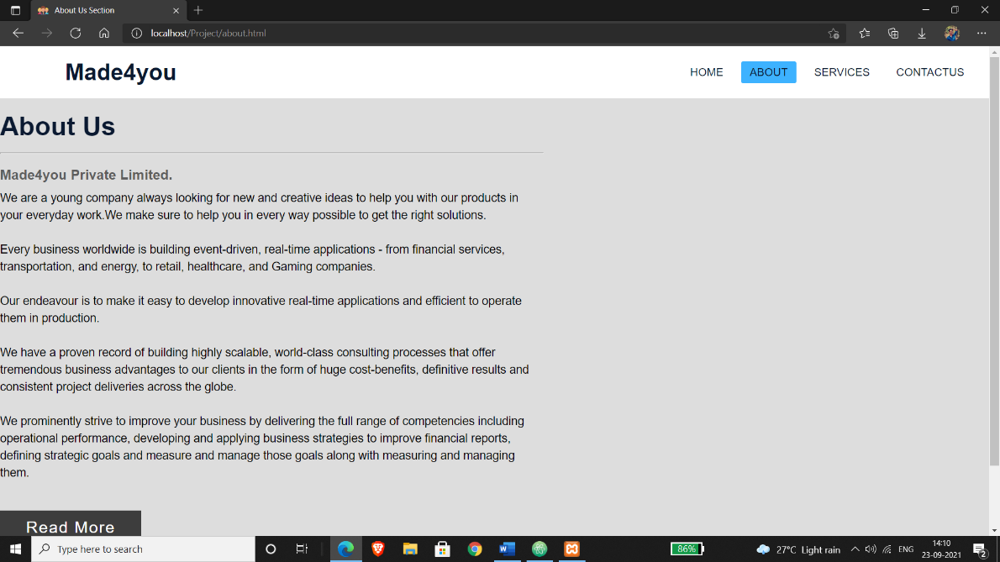 About Us Section
localhost/Project/about.html
Made4you
HOME
ABOUT
SERVICES
CONTACTUS
About Us
Made4you Private Limited.
We are a young company always looking for new and creative ideas to help you with our products in
your everyday work.We make sure to help you in every way possible to get the right solutions.
Every business worldwide is building event-driven, real-time applications - from financial services,
transportation, and energy, to retail, healthcare, and Gaming companies.
Our endeavour is to make it easy to develop innovative real-time applications and efficient to operate
them in production.
We have a proven record of building highly scalable, world-class consulting processes that offer
tremendous business advantages to our clients in the form of huge cost-benefits, definitive results and
consistent project deliveries across the globe.
We prominently strive to improve your business by delivering the full range of competencies including
operational performance, developing and applying business strategies to improve financial reports,
defining strategic goals and measure and manage those goals along with measuring and managing
them.
Read More
Type here to search
86%
27°C Light rain
ENG
14:10
23-09-2021
2